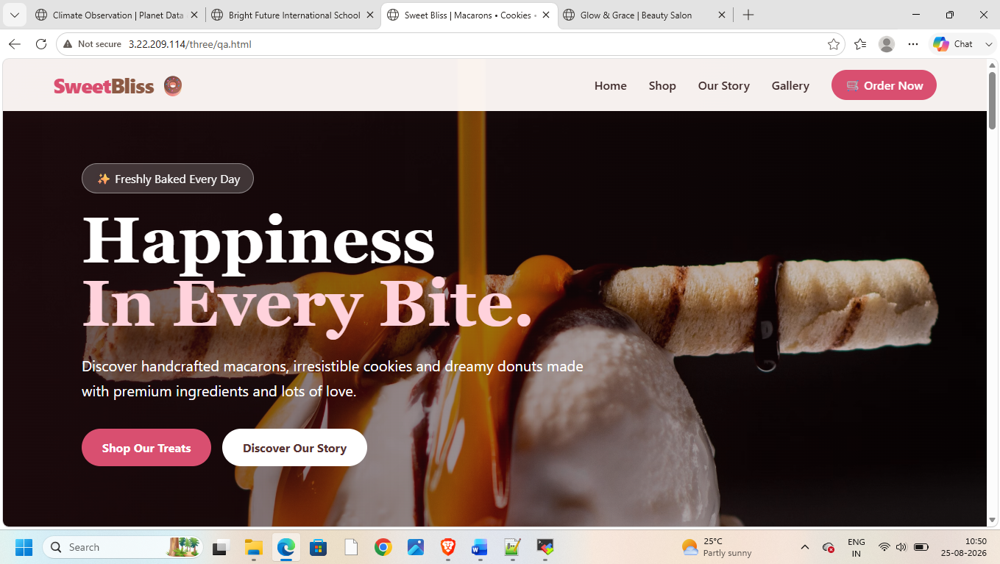 Climate Observation | Planet Data
Bright Future International School
Sweet Bliss | Macarons • Cookies •
Glow & Grace | Beauty Salon
Not secure
3.22.209.114/three/qa.html
Chat
SweetBliss
Home
Shop
Our Story
Gallery
Order Now
✨ Freshly Baked Every Day
Happiness
In Every Bite.
Discover handcrafted macarons, irresistible cookies and dreamy donuts made
with premium ingredients and lots of love.
Shop Our Treats
Discover Our Story
Search
25°C
Partly sunny
ENG
IN
10:50
25-08-2026